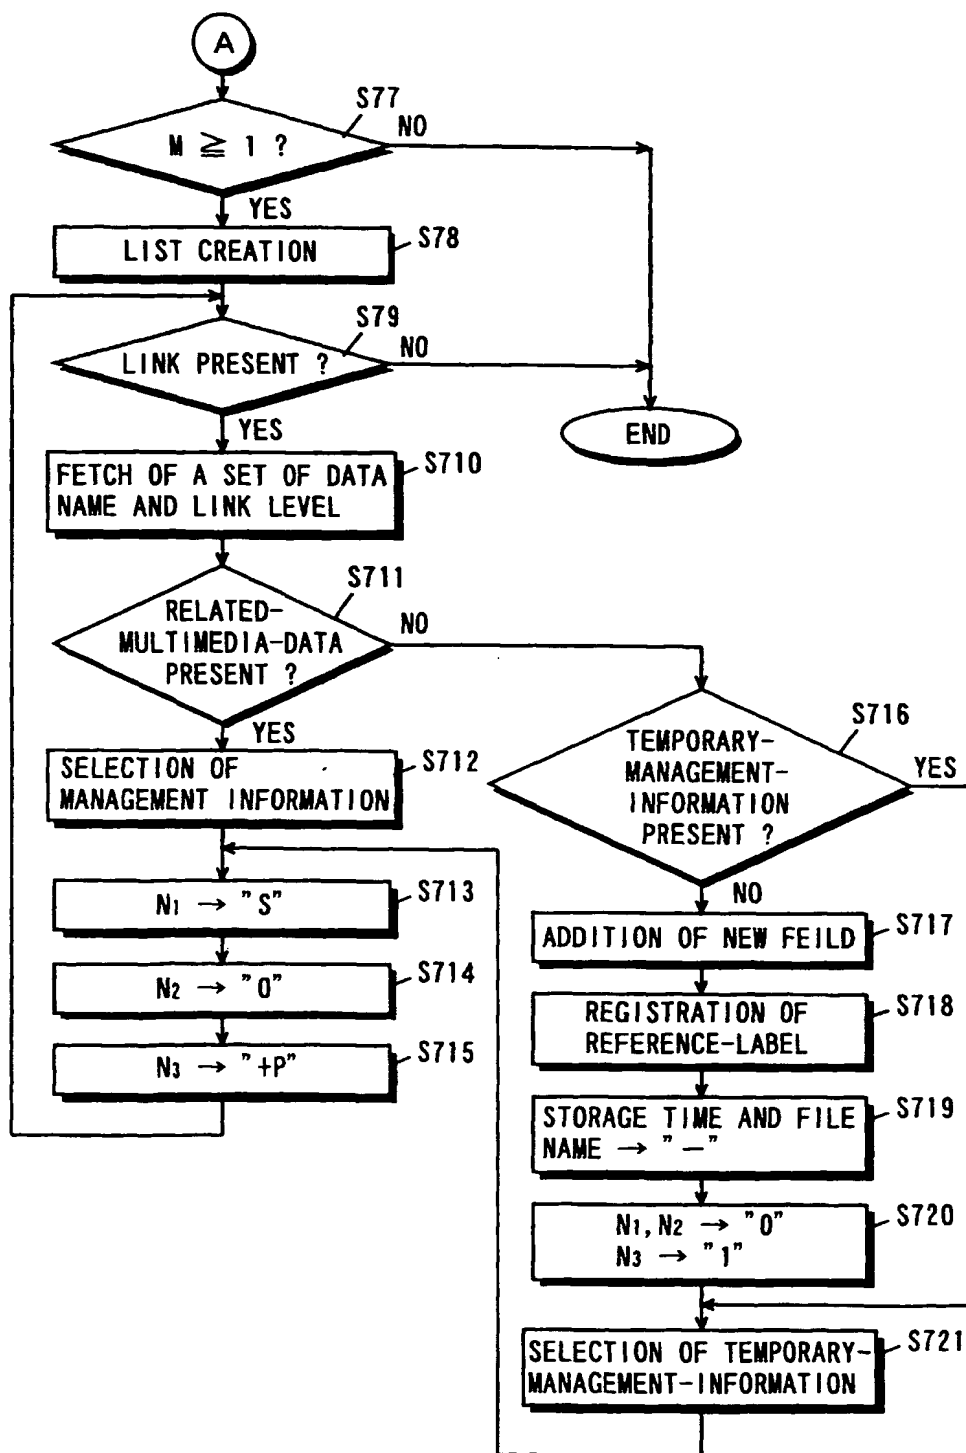 A
S77
M ≧ 1 ?
NO
YES
LIST CREATION
S78
S79
LINK PRESENT ?
NO
YES
END
FETCH OF A SET OF DATA
NAME AND LINK LEVEL
S710
S711
RELATED-
MULTIMEDIA-DATA
PRESENT ?
NO
YES
SELECTION OF
MANAGEMENT INFORMATION
S712
N1 → "S"
S713
N2 → "0"
S714
N3 → "+P"
S715
S716
TEMPORARY-
MANAGEMENT-
INFORMATION
PRESENT ?
YES
NO
ADDITION OF NEW FEILD
S717
REGISTRATION OF
REFERENCE-LABEL
S718
STORAGE TIME AND FILE
NAME → "—"
S719
N1, N2 → "0"
N3 → "1"
S720
SELECTION OF TEMPORARY-
MANAGEMENT-INFORMATION
S721